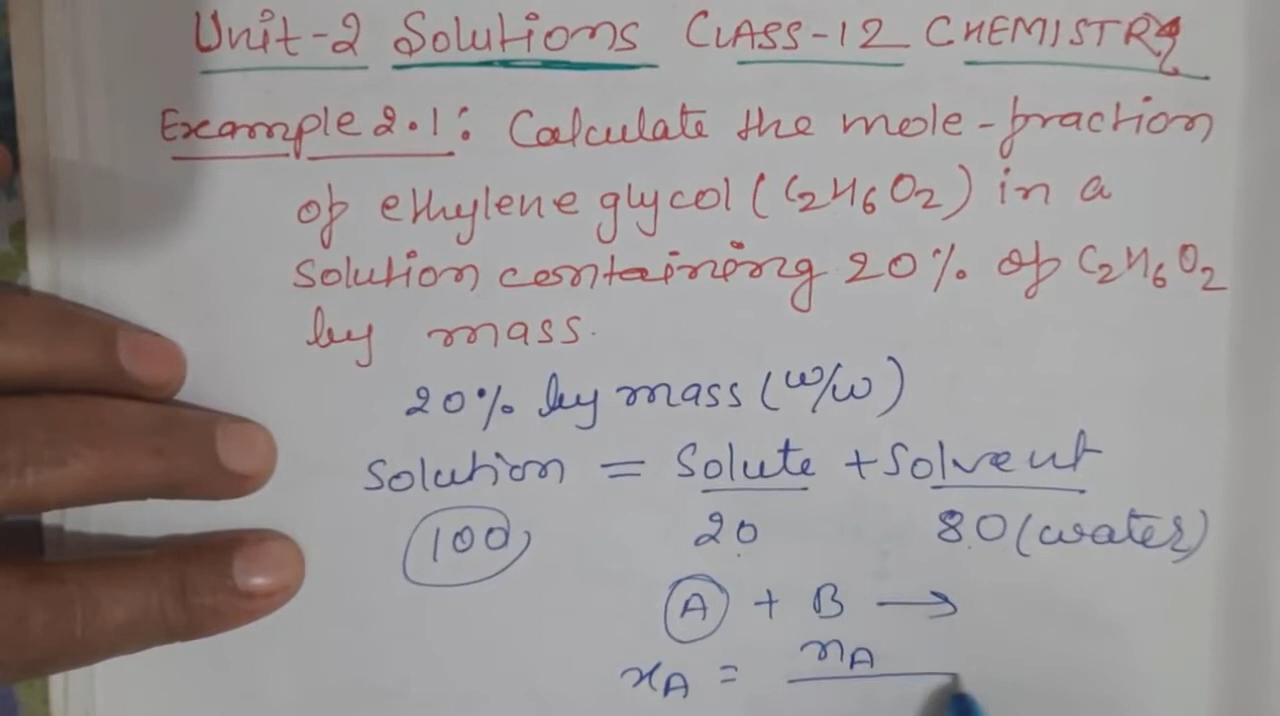 Unit-2 Solutions CLASS-12 CHEMISTRY
Example 2.1: Calculate the mole-fraction
of ethylene glycol (C2H6O2) in a
solution containing 20% of C2H6O2
by mass.
20% by mass (w/w)
Solution = Solute + Solvent
100 20 80 (water)
A + B →
xA = nA